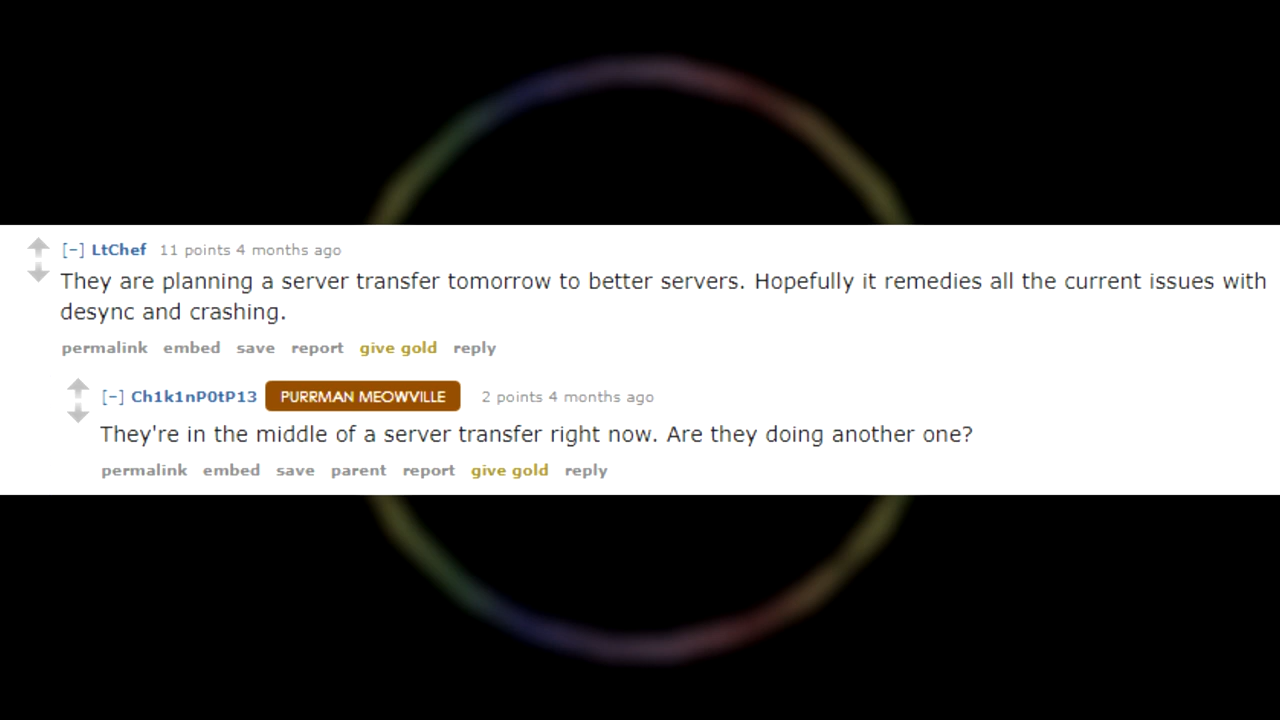 [–] LtChef 11 points 4 months ago
They are planning a server transfer tomorrow to better servers. Hopefully it remedies all the current issues with
desync and crashing.
permalink embed save report give gold reply
[–] Ch1k1nP0tP13 PURRMAN MEOWVILLE 2 points 4 months ago
They're in the middle of a server transfer right now. Are they doing another one?
permalink embed save parent report give gold reply